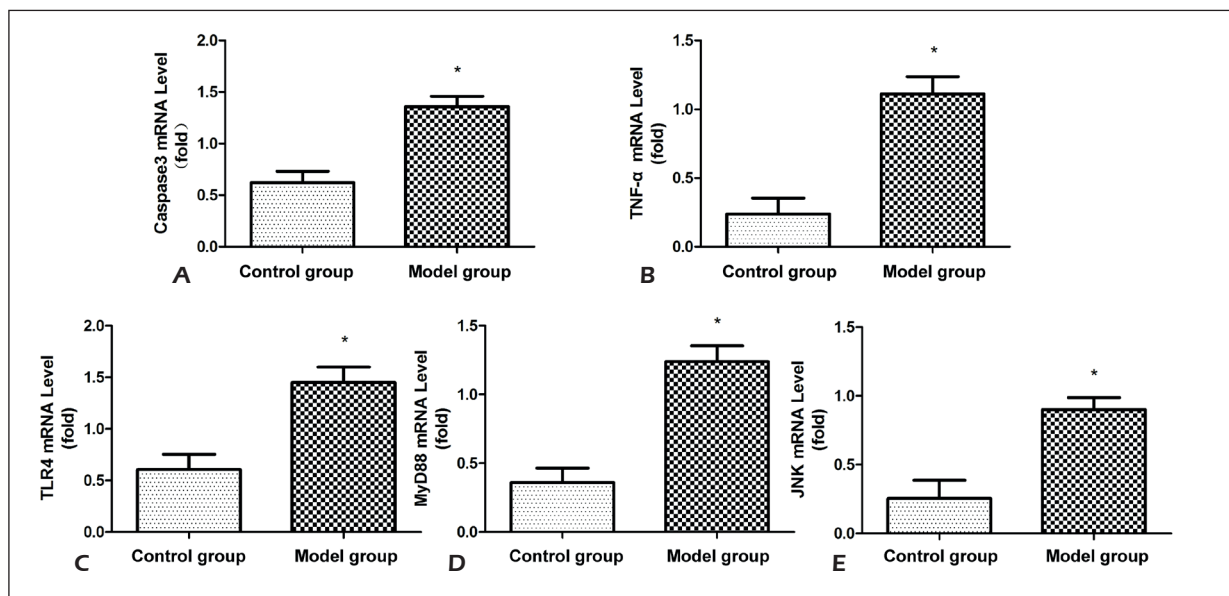 2.0
1.5
1.0
0.5
0.0
Caspase3 mRNA Level
（fold）
*
Control group
Model group
A
1.5
1.0
0.5
0.0
TNF-α mRNA Level
(fold)
*
Control group
Model group
B
2.0
1.5
1.0
0.5
0.0
TLR4 mRNA Level
(fold)
*
Control group
Model group
C
1.5
1.0
0.5
0.0
MyD88 mRNA Level
(fold)
*
Control group
Model group
D
1.5
1.0
0.5
0.0
JNK mRNA Level
(fold)
*
Control group
Model group
E